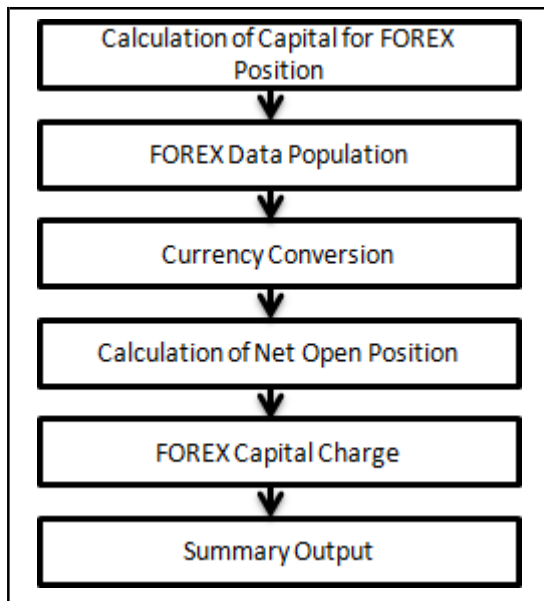 Calculation of Capital for FOREX
Position
FOREX Data Population
Currency Conversion
Calculation of Net Open Position
FOREX Capital Charge
Summary Output